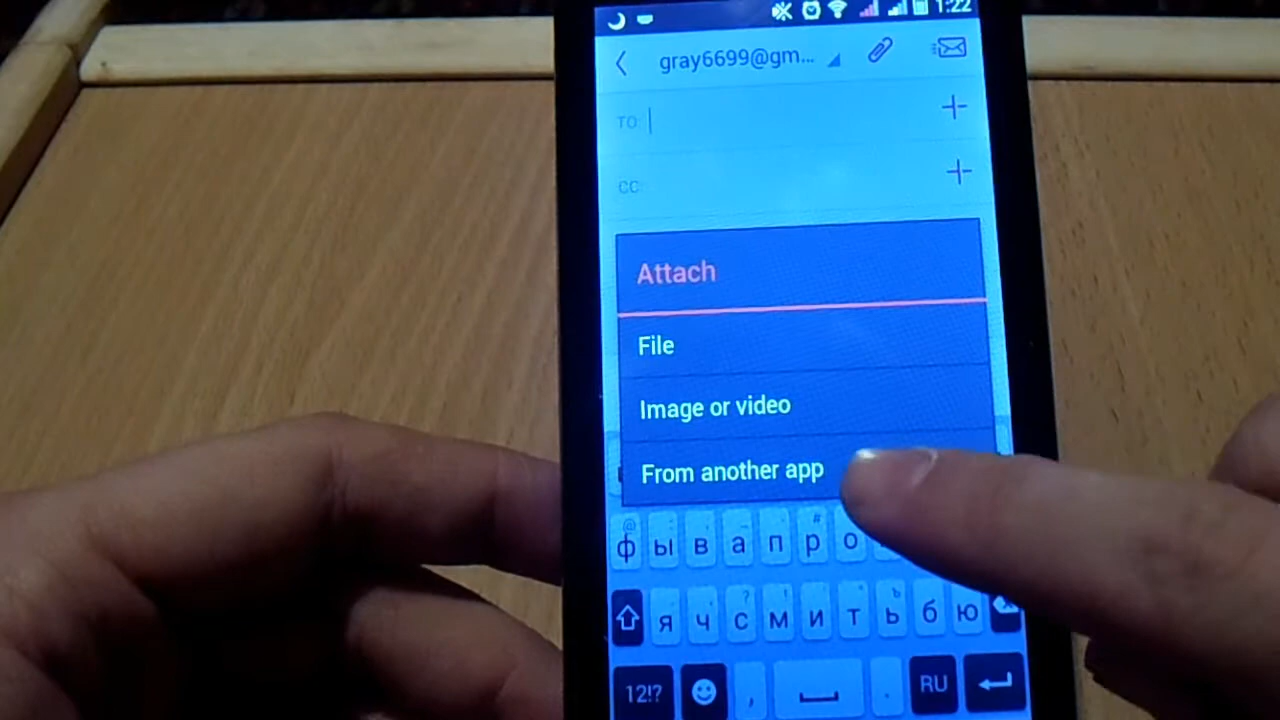 1:22
gray6699@gm...
TO
CC
Attach
File
Image or video
From another app
@ #
ф ы в а п р о
? ! ъ
я ч с м и т ь б ю
12!? , . RU